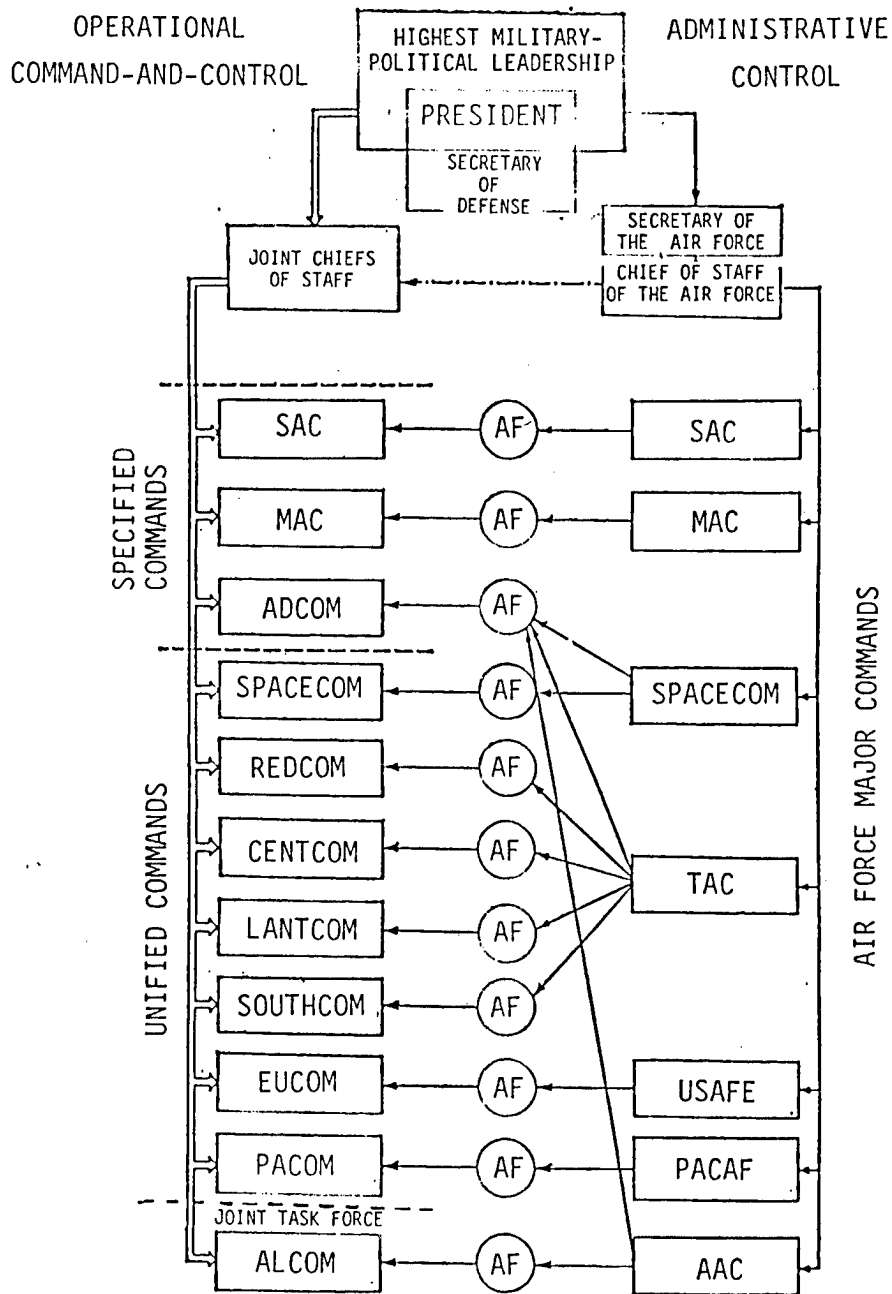 OPERATIONAL
COMMAND-AND-CONTROL
HIGHEST MILITARY-
POLITICAL LEADERSHIP
PRESIDENT
SECRETARY
OF
DEFENSE
ADMINISTRATIVE
CONTROL
JOINT CHIEFS
OF STAFF
SECRETARY OF
THE AIR FORCE
CHIEF OF STAFF
OF THE AIR FORCE
SPECIFIED
COMMANDS
SAC
AF
SAC
MAC
AF
MAC
ADCOM
AF
UNIFIED COMMANDS
SPACECOM
AF
SPACECOM
REDCOM
AF
CENTCOM
AF
TAC
LANTCOM
AF
SOUTHCOM
AF
EUCOM
AF
USAFE
PACOM
AF
PACAF
JOINT TASK FORCE
ALCOM
AF
AAC
AIR FORCE MAJOR COMMANDS